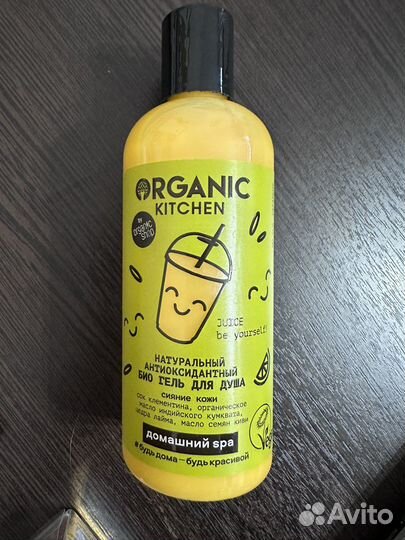 ORGANIC
KITCHEN
BY
organic
shop
JUICE
be yourself!
НАТУРАЛЬНЫЙ
АНТИОКСИДАНТНЫЙ
БИО ГЕЛЬ ДЛЯ ДУША
сияние кожи
сок клементина, органическое
масло индийского кумквата,
цедра лайма, масло семян киви
домашний spa
#будь дома—будь красивой
Avito